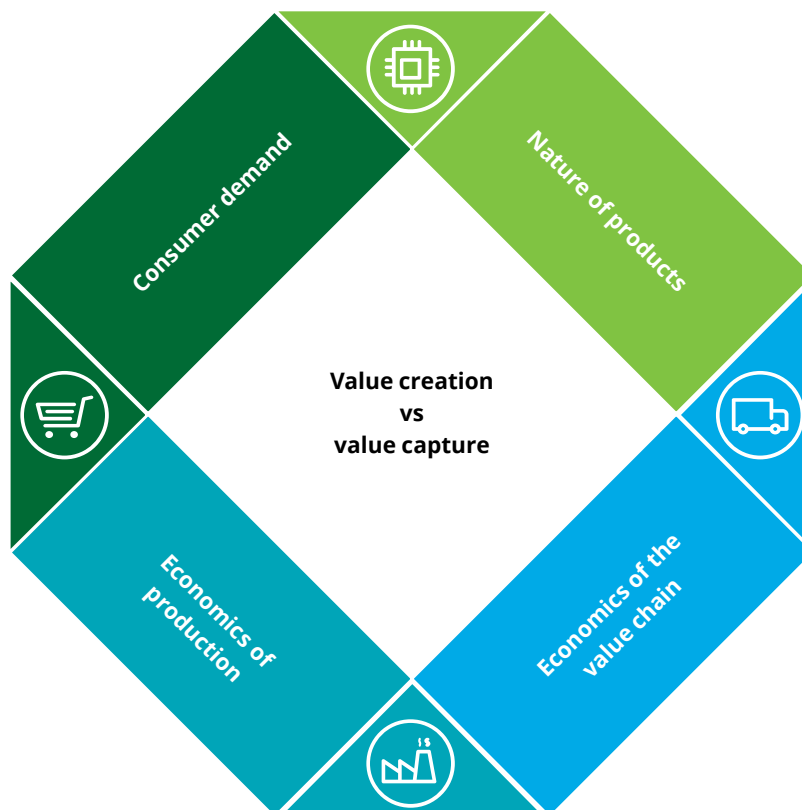 Consumer demand
Nature of products
Value creation
vs
value capture
Economics of
production
Economics of the
value chain